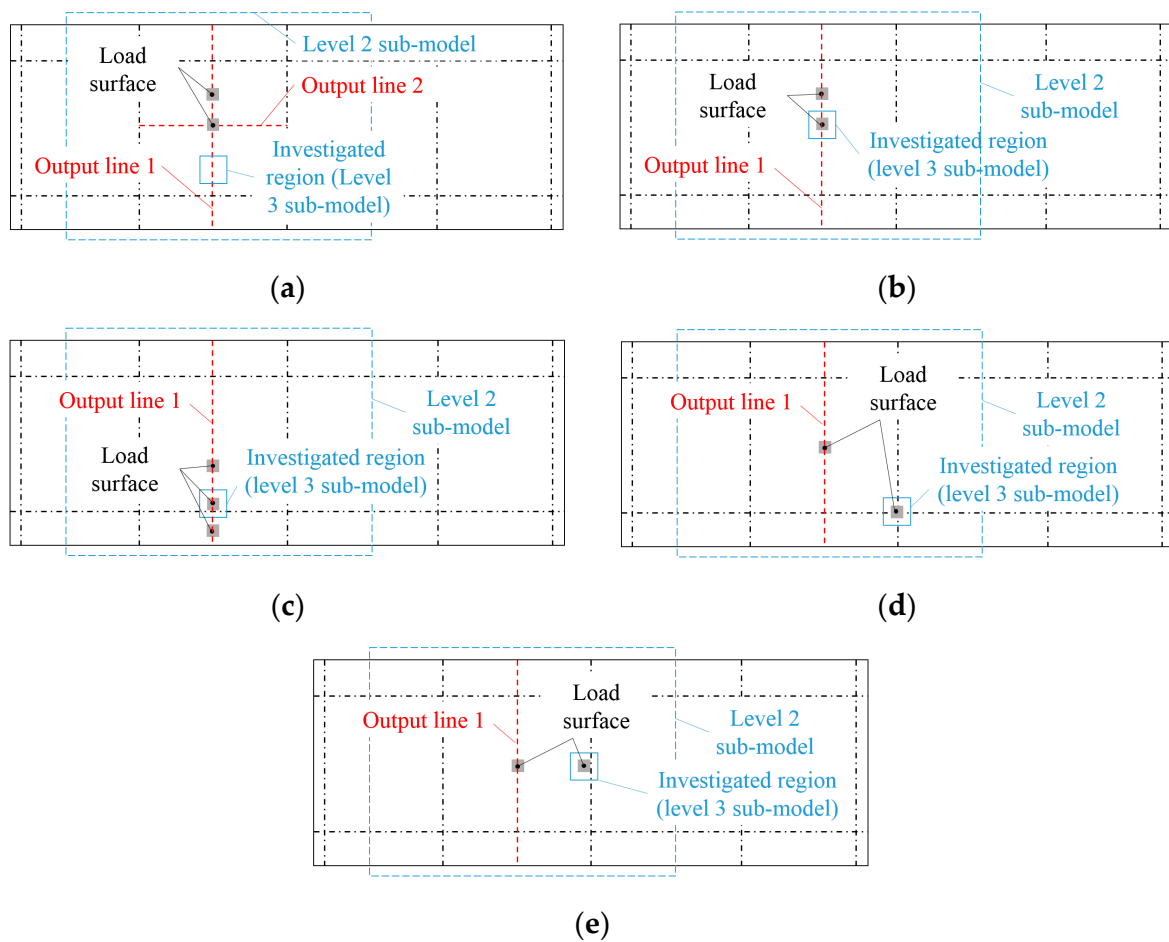 Level 2 sub-model
Load
surface
Output line 2
Output line 1
Investigated
region (Level
3 sub-model)
(a)
Load
surface
Level 2
sub-model
Investigated region
(level 3 sub-model)
Output line 1
(b)
Output line 1
Level 2
sub-model
Load
surface
Investigated region
(level 3 sub-model)
(c)
Load
surface
Output line 1
Level 2
sub-model
Investigated region
(level 3 sub-model)
(d)
Load
surface
Output line 1
Level 2
sub-model
Investigated region
(level 3 sub-model)
(e)